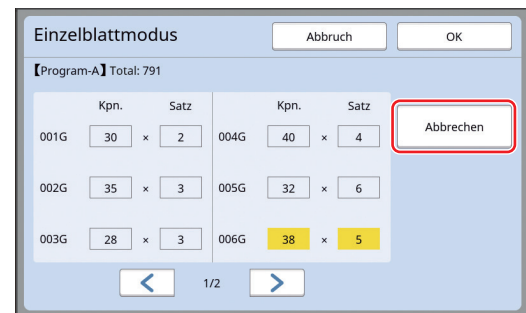 Einzelblattmodus Abbruch OK
【Program-A】Total: 791
Kpn. Satz Kpn. Satz
Abbrechen
001G 30 × 2 004G 40 × 4
002G 35 × 3 005G 32 × 6
003G 28 × 3 006G 38 × 5
< 1/2 >